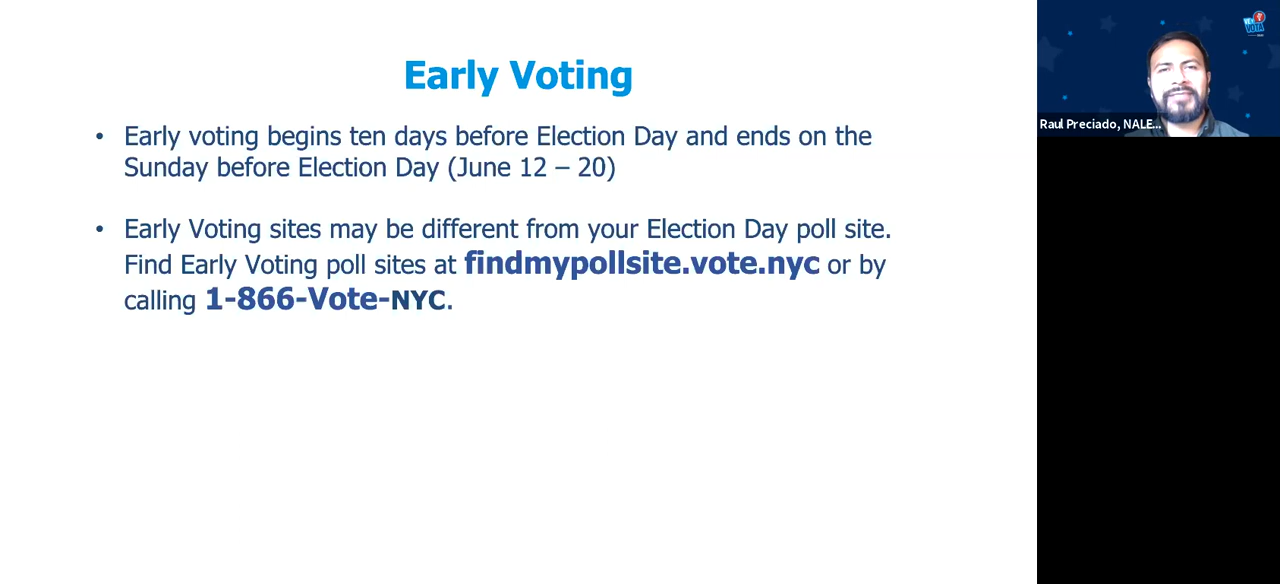 Early Voting
• Early voting begins ten days before Election Day and ends on the
Sunday before Election Day (June 12 – 20)
• Early Voting sites may be different from your Election Day poll site.
Find Early Voting poll sites at findmypollsite.vote.nyc or by
calling 1-866-Vote-NYC.
VOTA
Raul Preciado, NALE...